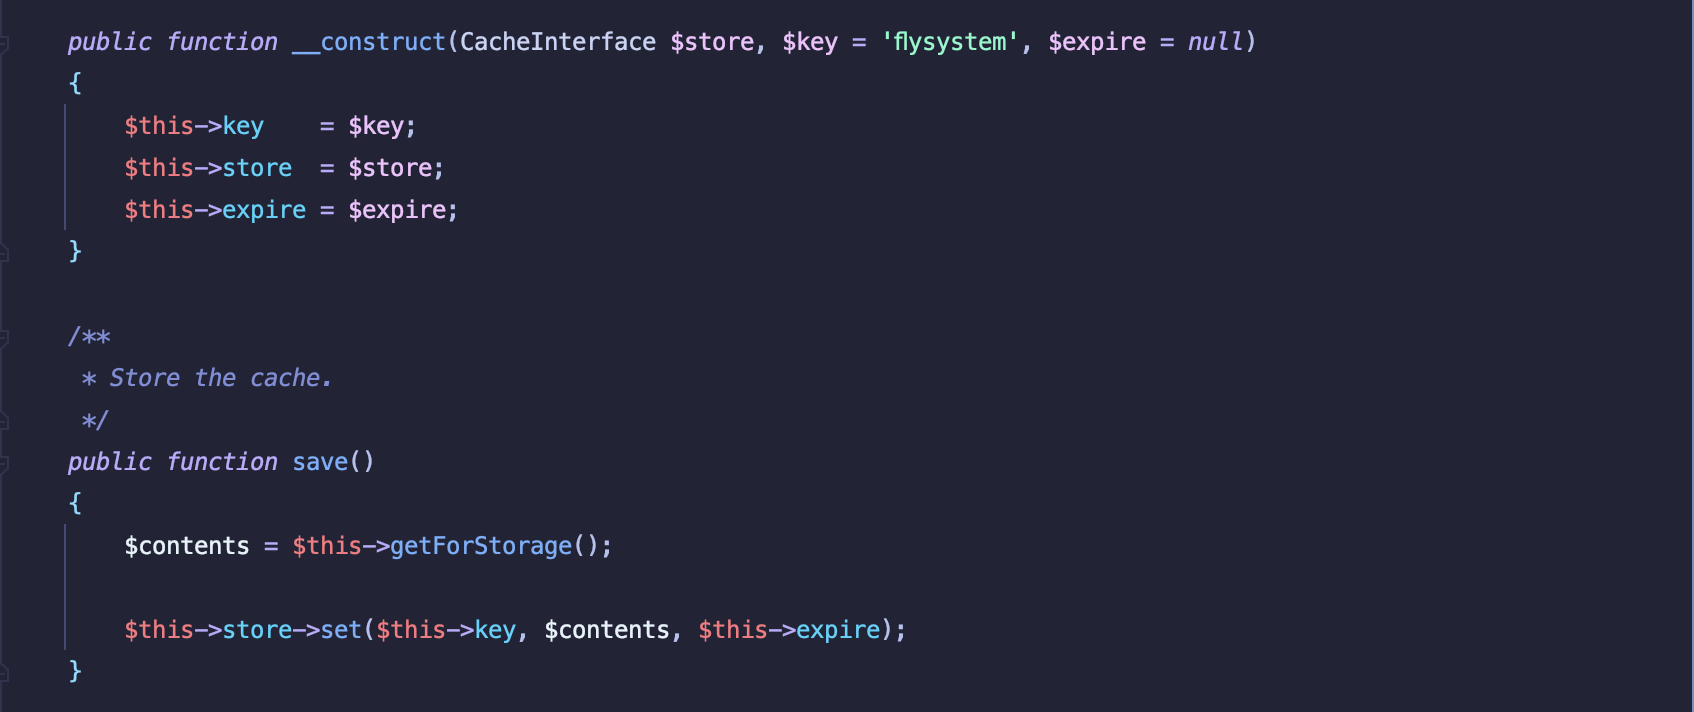 public function __construct(CacheInterface $store, $key = 'flysystem', $expire = null)
{
    $this->key    = $key;
    $this->store  = $store;
    $this->expire = $expire;
}

/**
 * Store the cache.
 */
public function save()
{
    $contents = $this->getForStorage();

    $this->store->set($this->key, $contents, $this->expire);
}